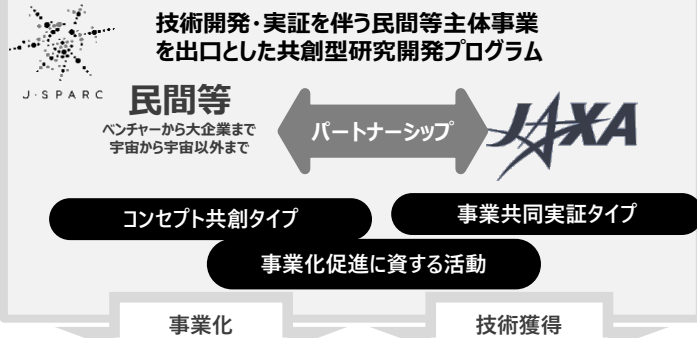 技術開発・実証を伴う民間等主体事業
を出口とした共創型研究開発プログラム
J-SPARC
民間等
ベンチャーから大企業まで
宇宙から宇宙以外まで
パートナーシップ
JAXA
コンセプト共創タイプ
事業共同実証タイプ
事業化促進に資する活動
事業化
技術獲得